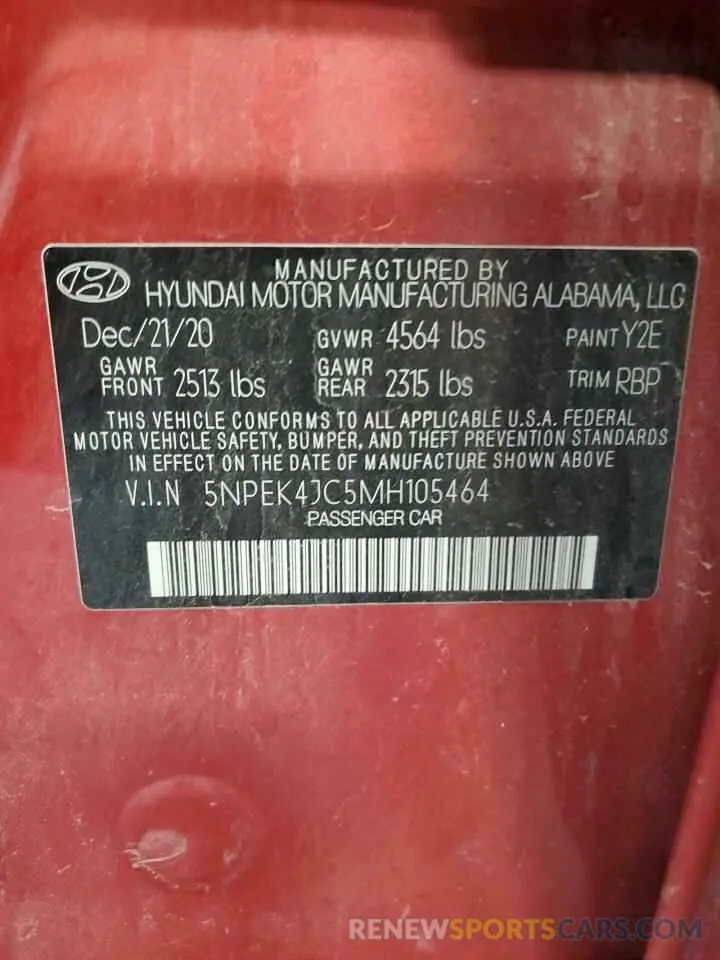 MANUFACTURED BY
HYUNDAI MOTOR MANUFACTURING ALABAMA, LLC
Dec/21/20 GVWR 4564 lbs PAINT Y2E
GAWR FRONT 2513 lbs GAWR REAR 2315 lbs TRIM RBP
THIS VEHICLE CONFORMS TO ALL APPLICABLE U.S.A. FEDERAL
MOTOR VEHICLE SAFETY, BUMPER, AND THEFT PREVENTION STANDARDS
IN EFFECT ON THE DATE OF MANUFACTURE SHOWN ABOVE
V.I.N 5NPEK4JC5MH105464
PASSENGER CAR
RENEWSPORTSCARS.COM